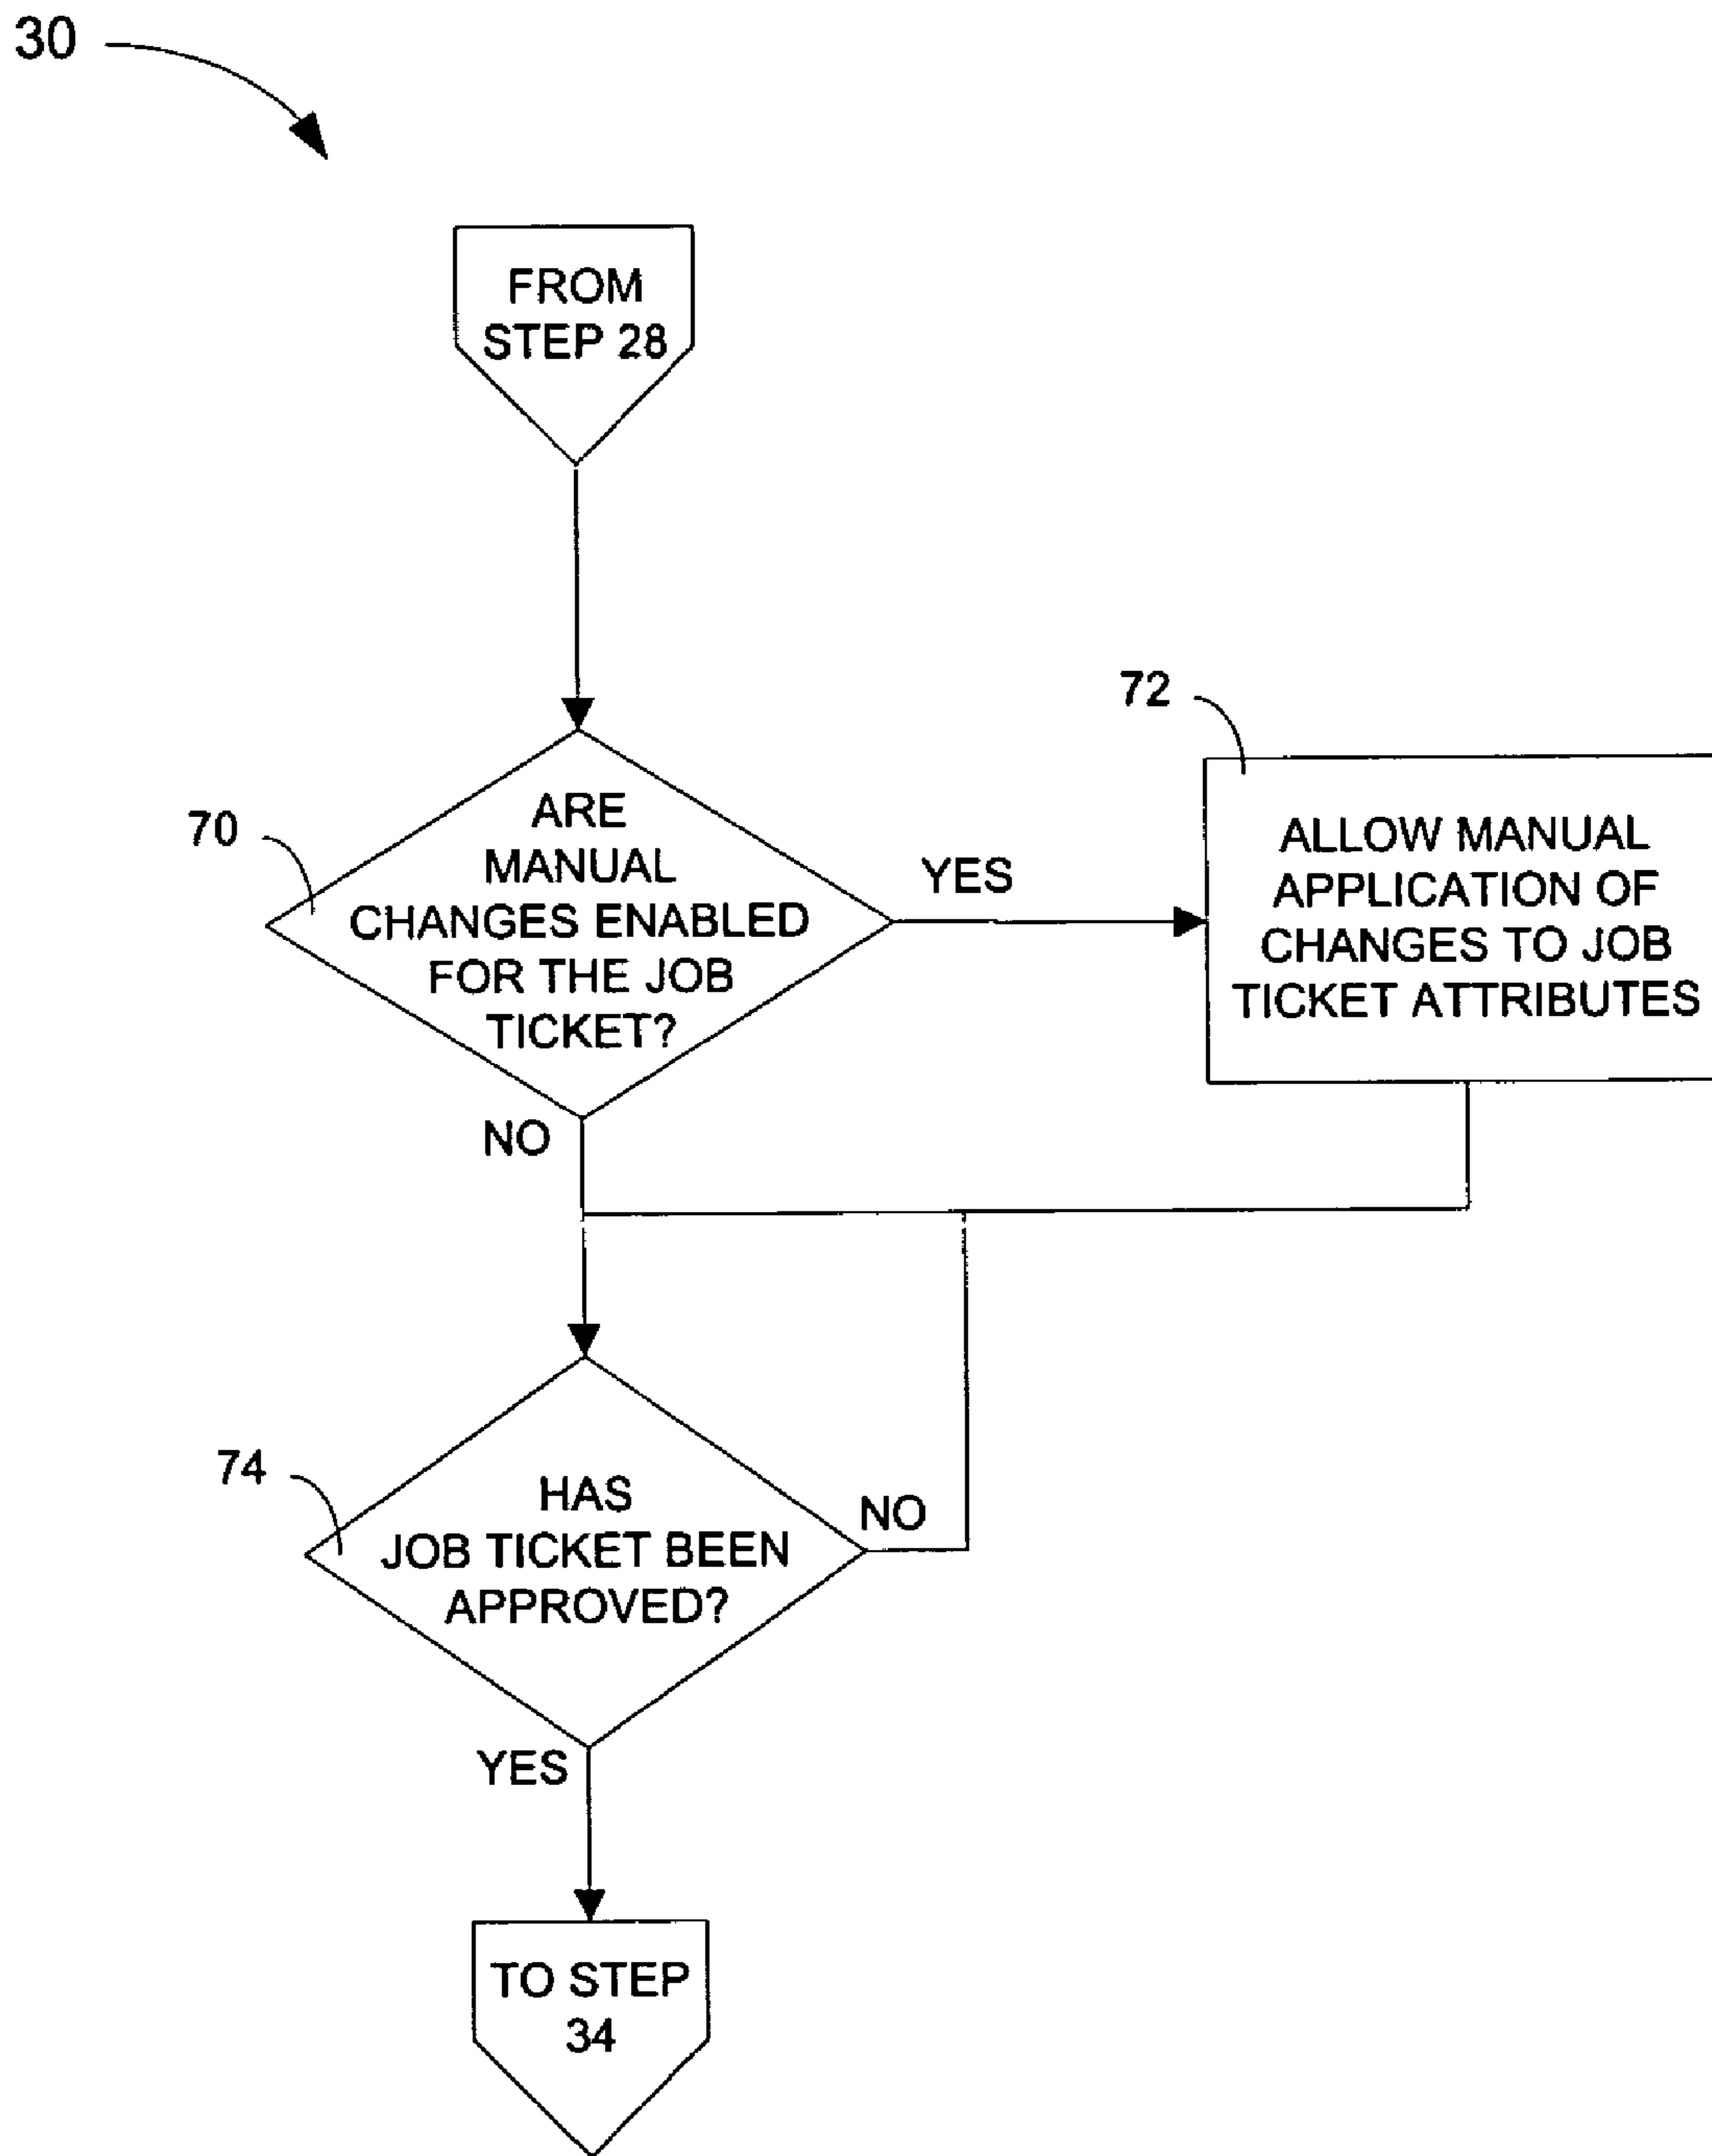 30
FROM
STEP 28
70
ARE
MANUAL
CHANGES ENABLED
FOR THE JOB
TICKET?
YES
72
ALLOW MANUAL
APPLICATION OF
CHANGES TO JOB
TICKET ATTRIBUTES
NO
74
HAS
JOB TICKET BEEN
APPROVED?
NO
YES
TO STEP
34